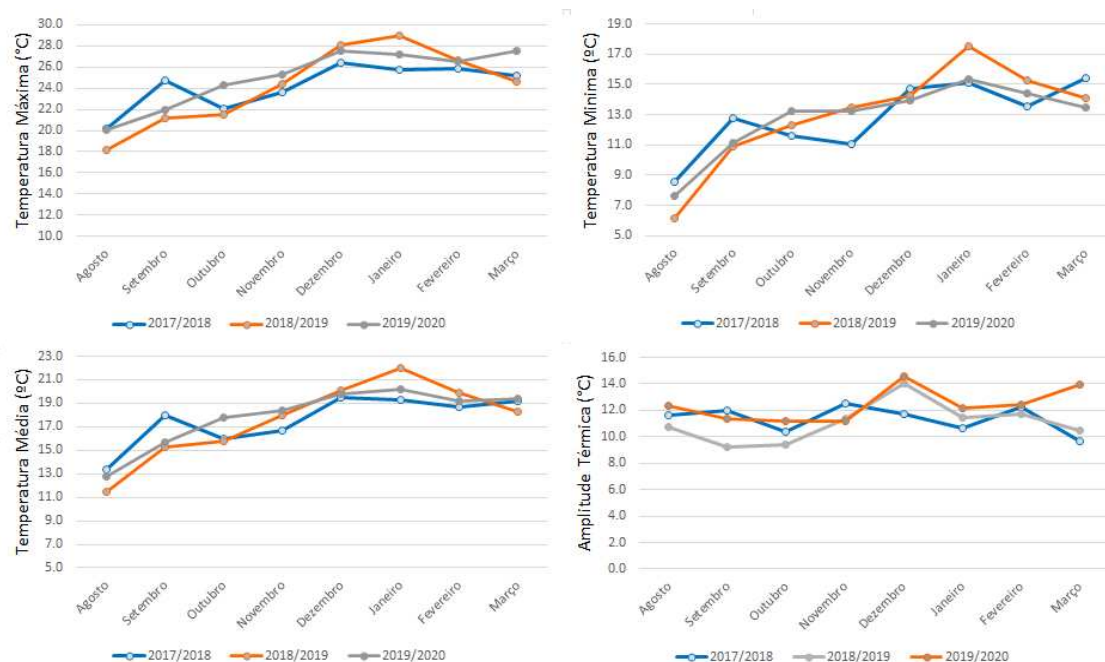 Temperatura Máxima (°C)
30.0
28.0
26.0
24.0
22.0
20.0
18.0
16.0
14.0
12.0
10.0
Agosto
Setembro
Outubro
Novembro
Dezembro
Janeiro
Fevereiro
Março
2017/2018 2018/2019 2019/2020
Temperatura Mínima (ºC)
19.0
17.0
15.0
13.0
11.0
9.0
7.0
5.0
Agosto
Setembro
Outubro
Novembro
Dezembro
Janeiro
Fevereiro
Março
2017/2018 2018/2019 2019/2020
Temperatura Média (ºC)
23.0
21.0
19.0
17.0
15.0
13.0
11.0
9.0
7.0
5.0
Agosto
Setembro
Outubro
Novembro
Dezembro
Janeiro
Fevereiro
Março
2017/2018 2018/2019 2019/2020
Amplitude Térmica (°C)
16.0
14.0
12.0
10.0
8.0
6.0
4.0
2.0
0.0
Agosto
Setembro
Outubro
Novembro
Dezembro
Janeiro
Fevereiro
Março
2017/2018 2018/2019 2019/2020